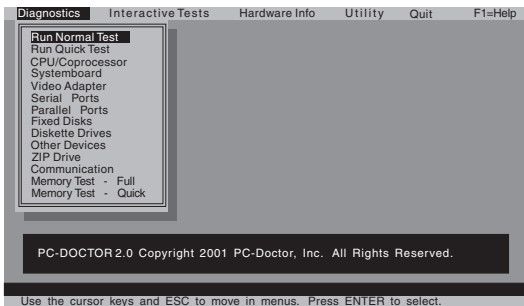 Diagnostics Interactive Tests Hardware Info Utility Quit F1=Help
Run Normal Test
Run Quick Test
CPU/Coprocessor
Systemboard
Video Adapter
Serial Ports
Parallel Ports
Fixed Disks
Diskette Drives
Other Devices
ZIP Drive
Communication
Memory Test - Full
Memory Test - Quick
PC-DOCTOR 2.0 Copyright 2001 PC-Doctor, Inc. All Rights Reserved.
Use the cursor keys and ESC to move in menus. Press ENTER to select.